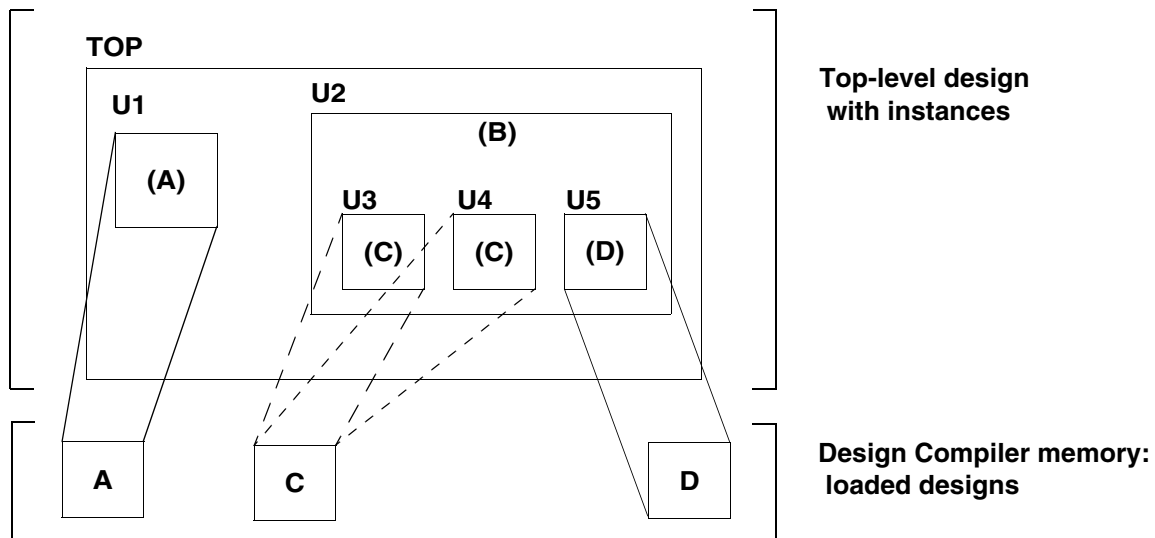 TOP
Top-level design
with instances
U1
U2
(B)
(A)
U3
U4
U5
(C)
(C)
(D)
A
C
D
Design Compiler memory:
loaded designs